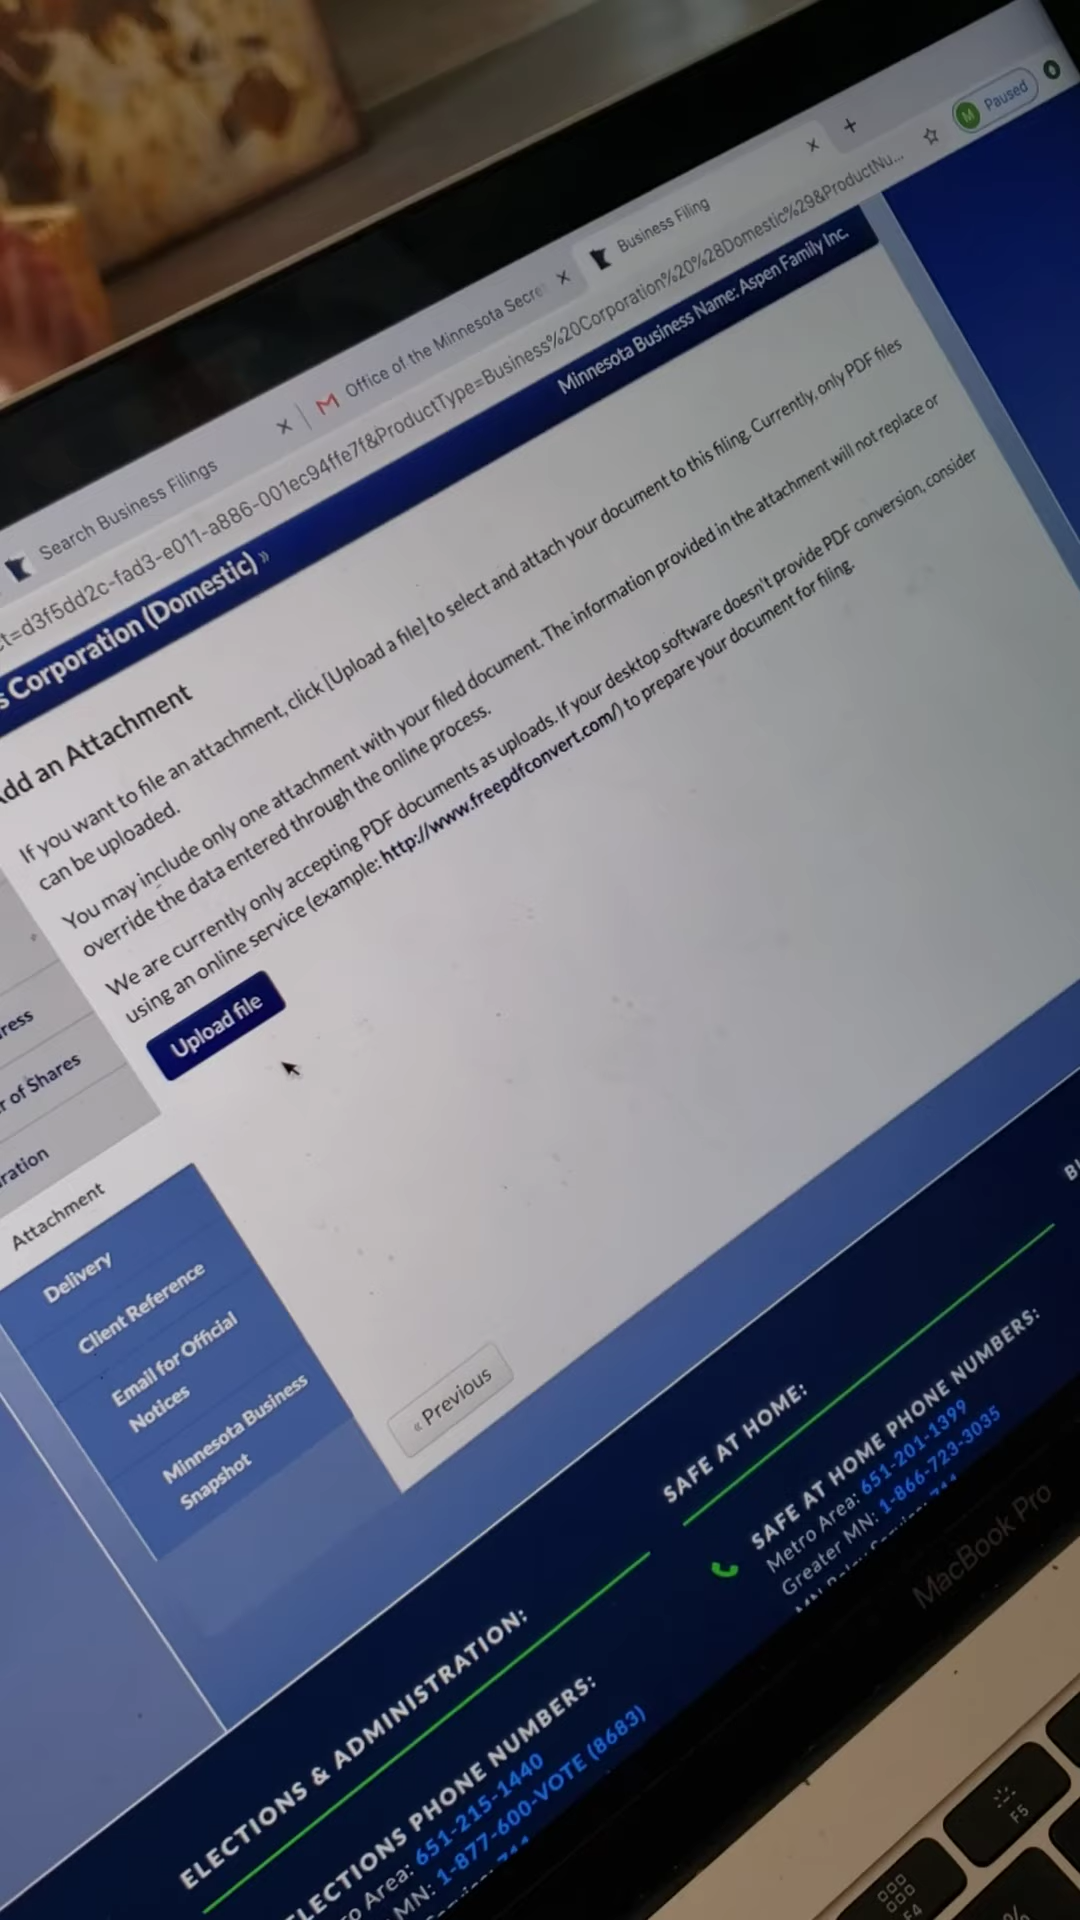 Search Business Filings
Office of the Minnesota Secre
Business Filing
Paused
M
ct=d3f5dd2c-fad3-e011-a886-001ec94ffe7f&ProductType=Business%20Corporation%20%28Domestic%29&ProductNu...
s Corporation (Domestic) »
Minnesota Business Name: Aspen Family Inc.
Add an Attachment
If you want to file an attachment, click [Upload a file] to select and attach your document to this filing. Currently, only PDF files
can be uploaded.
You may include only one attachment with your filed document. The information provided in the attachment will not replace or
override the data entered through the online process.
We are currently only accepting PDF documents as uploads. If your desktop software doesn't provide PDF conversion, consider
using an online service (example: http://www.freepdfconvert.com/) to prepare your document for filing.
Upload file
ress
r of Shares
ration
Attachment
Delivery
Client Reference
Email for Official
Notices
Minnesota Business
Snapshot
« Previous
SAFE AT HOME:
SAFE AT HOME PHONE NUMBERS:
Metro Area: 651-201-1399
Greater MN: 1-866-723-3035
ELECTIONS & ADMINISTRATION:
ELECTIONS PHONE NUMBERS:
ro Area: 651-215-1440
MN: 1-877-600-VOTE (8683)
MacBook Pro
F5
F4
%